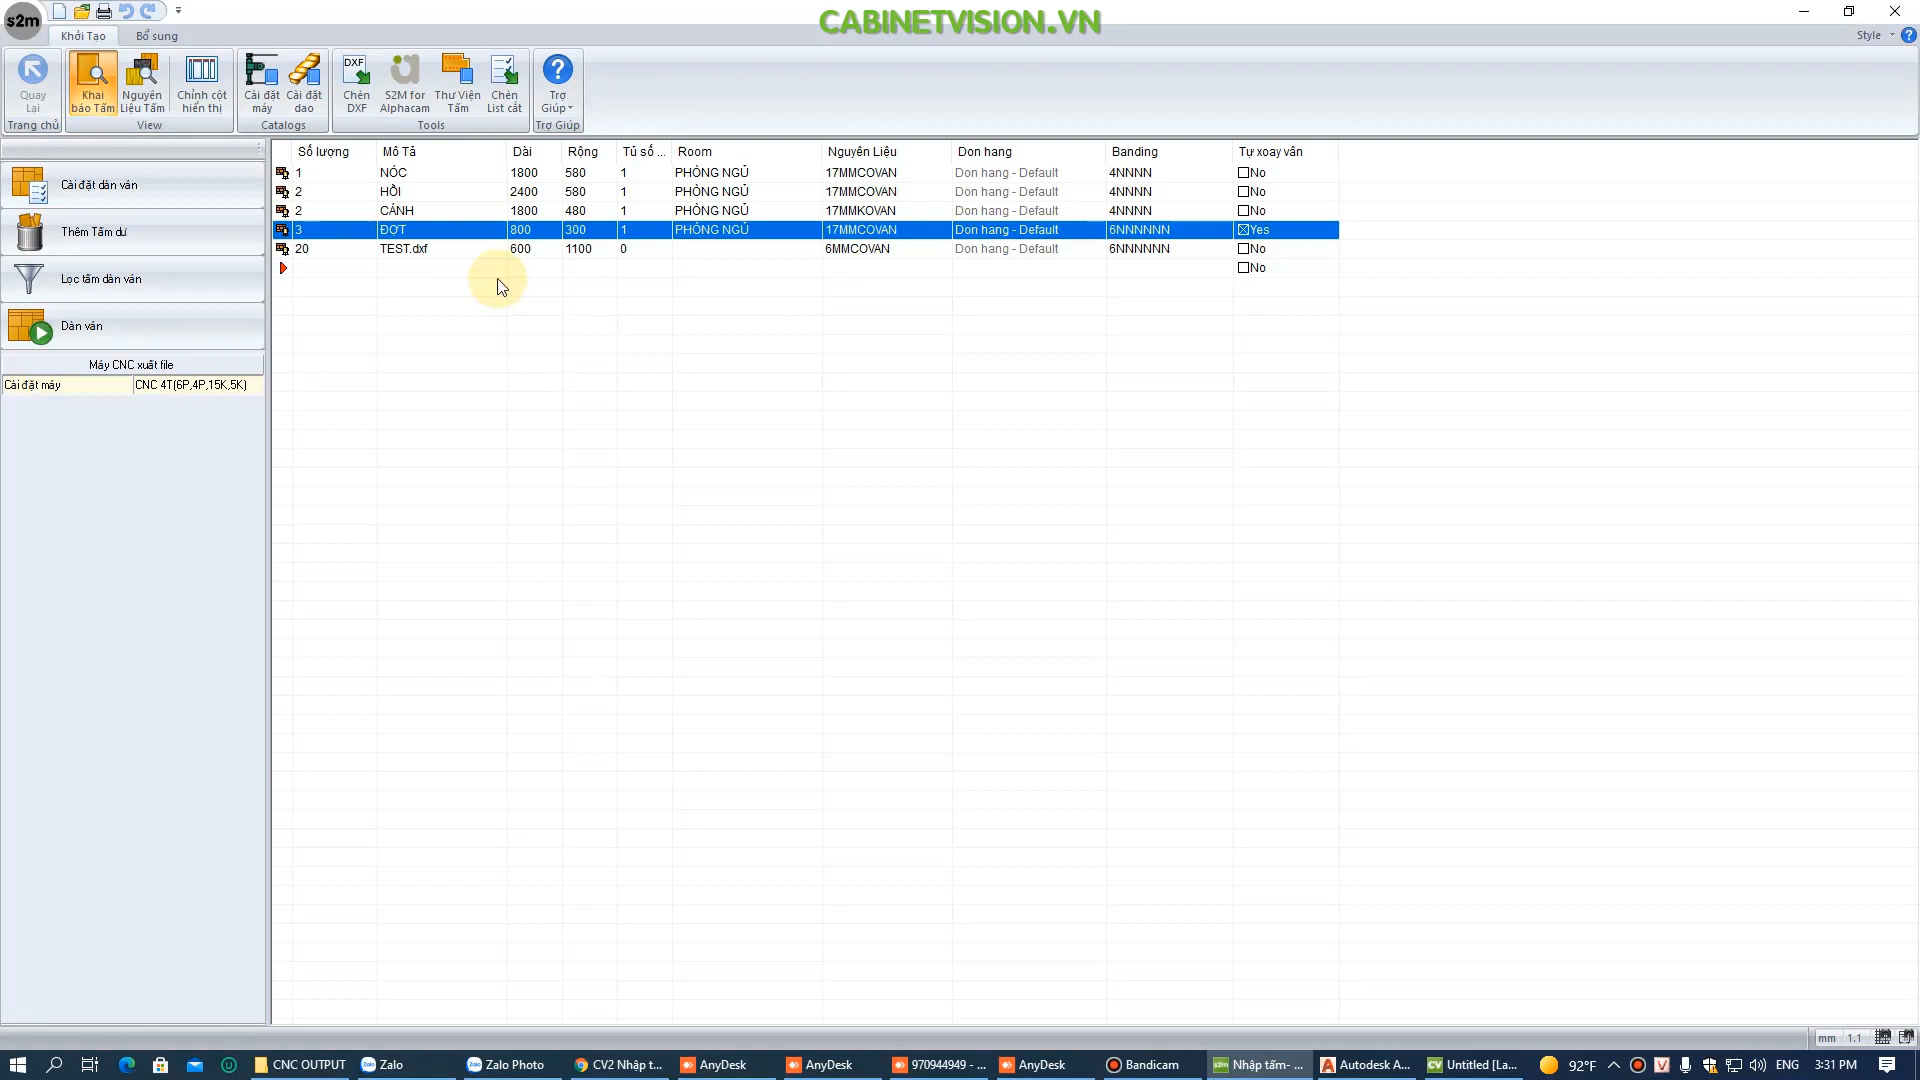 s2m
CABINETVISION.VN
Khởi Tạo
Bổ sung
Style
Quay Lại
Trang chủ
Khai báo Tấm
Nguyên Liệu Tấm
Chỉnh cột hiển thị
View
Cài đặt máy
Cài đặt dao
Catalogs
DXF
Chèn DXF
S2M for Alphacam
Thư Viện Tấm
Chèn List cắt
Tools
Trợ Giúp
Trợ Giúp
Cài đặt dàn ván
Thêm Tấm dư
Lọc tấm dàn ván
Dàn ván
Máy CNC xuất file
Cài đặt máy CNC 4T(6P,4P,15K,5K)
Số lượng Mô Tả Dài Rộng Tủ số ... Room Nguyên Liệu Don hang Banding Tự xoay vân
1 NÓC 1800 580 1 PHÒNG NGỦ 17MMCOVAN Don hang - Default 4NNNN No
2 HỒI 2400 580 1 PHÒNG NGỦ 17MMCOVAN Don hang - Default 4NNNN No
2 CÁNH 1800 480 1 PHÒNG NGỦ 17MMKOVAN Don hang - Default 4NNNN No
3 ĐỢT 800 300 1 PHÒNG NGỦ 17MMCOVAN Don hang - Default 6NNNNNN Yes
20 TEST.dxf 600 1100 0 6MMCOVAN Don hang - Default 6NNNNNN No
No
mm 1.1
CNC OUTPUT
Zalo
Zalo Photo
CV2 Nhập t...
AnyDesk
AnyDesk
970944949 - ...
AnyDesk
Bandicam
Nhập tấm- ...
Autodesk A...
Untitled [La...
92°F
ENG
3:31 PM